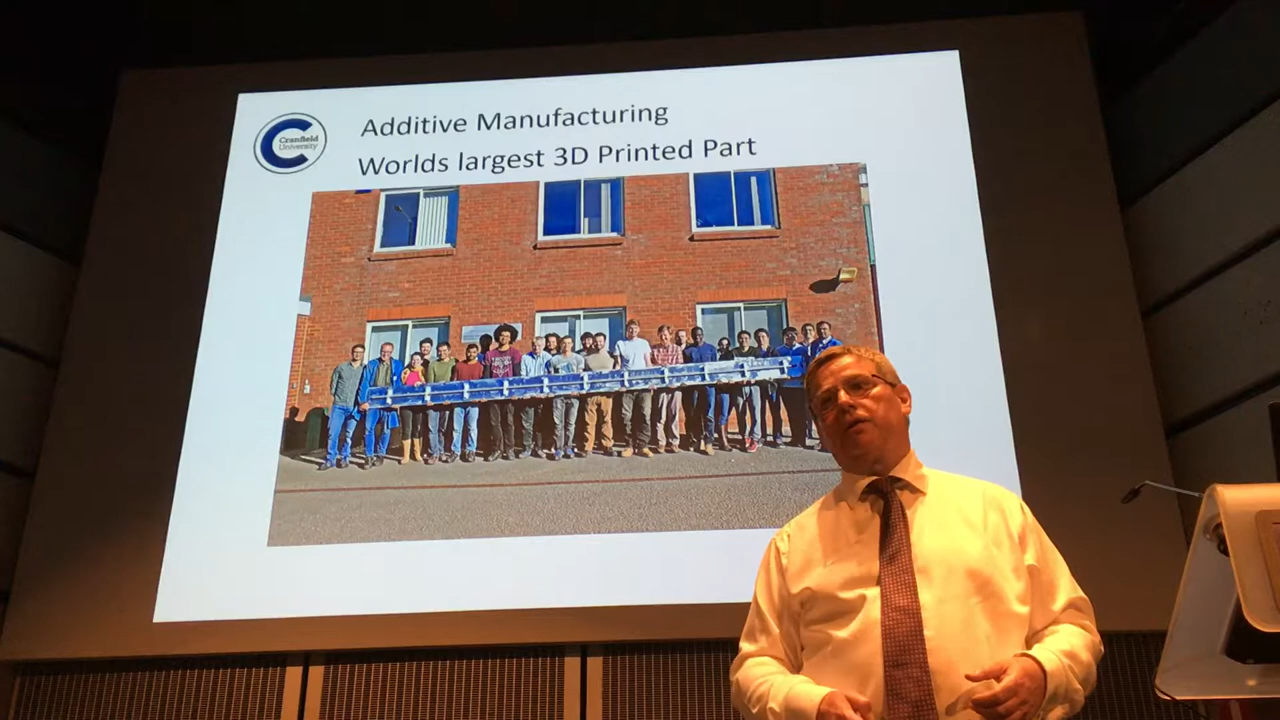 Cranfield
University
Additive Manufacturing
Worlds largest 3D Printed Part